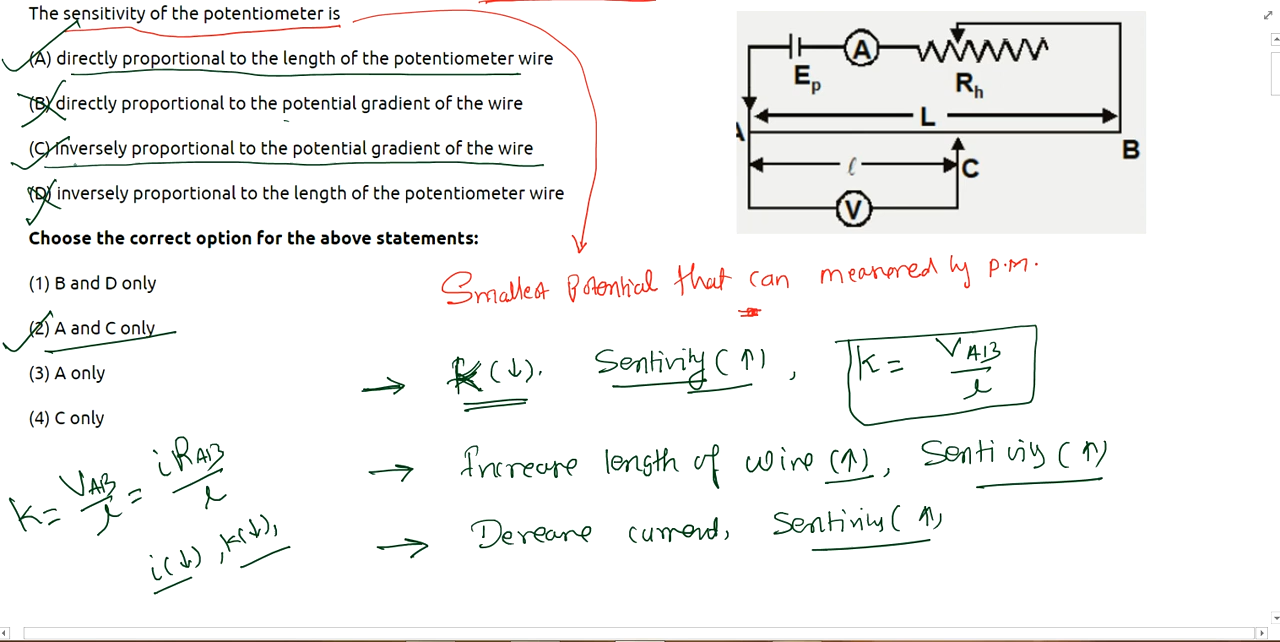 The sensitivity of the potentiometer is
(A) directly proportional to the length of the potentiometer wire
(B) directly proportional to the potential gradient of the wire
(C) inversely proportional to the potential gradient of the wire
(D) inversely proportional to the length of the potentiometer wire
Choose the correct option for the above statements:
(1) B and D only
(2) A and C only
(3) A only
(4) C only
Ep
A
Rh
L
A
B
ℓ
C
V
Smallest Potential that can meansred by p.m.
k (↓). Sentivity (↑), k = VAB/l
Increare length of wire (↑), Sentivity (↑)
Dereare current, Sentivity (↑)
k = VAB/l = iRAB/l
i(↓), k(↓),